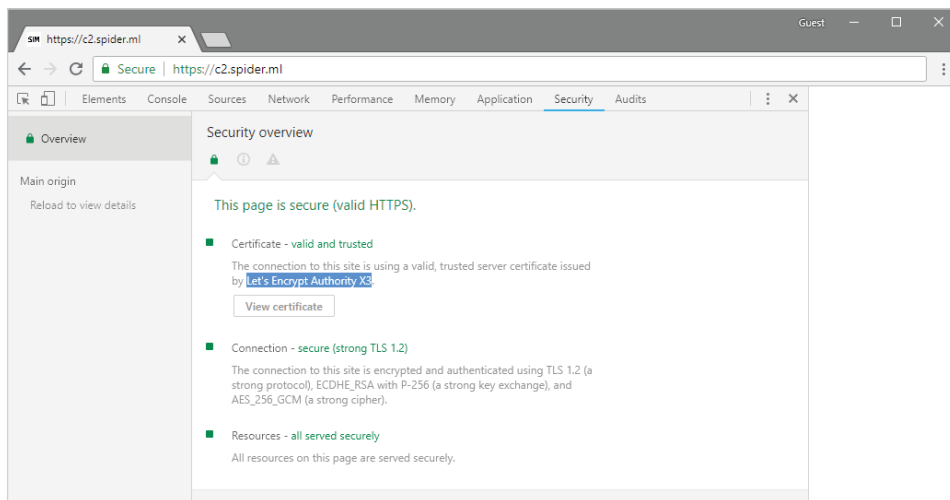 Guest
SIM https://c2.spider.ml
Secure | https://c2.spider.ml
Elements Console Sources Network Performance Memory Application Security Audits
Overview
Main origin
Reload to view details
Security overview
This page is secure (valid HTTPS).
Certificate - valid and trusted
The connection to this site is using a valid, trusted server certificate issued
by Let's Encrypt Authority X3.
View certificate
Connection - secure (strong TLS 1.2)
The connection to this site is encrypted and authenticated using TLS 1.2 (a
strong protocol), ECDHE_RSA with P-256 (a strong key exchange), and
AES_256_GCM (a strong cipher).
Resources - all served securely
All resources on this page are served securely.